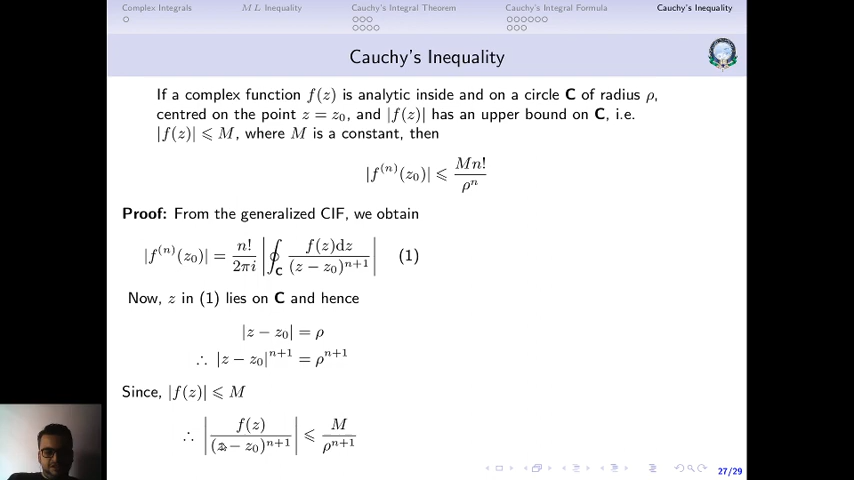 Complex Integrals ML Inequality Cauchy's Integral Theorem Cauchy's Integral Formula Cauchy's Inequality
Cauchy's Inequality
If a complex function f(z) is analytic inside and on a circle C of radius ρ,
centred on the point z = z₀, and |f(z)| has an upper bound on C, i.e.
|f(z)| ⩽ M, where M is a constant, then
|f⁽ⁿ⁾(z₀)| ⩽ Mn!/ρⁿ
Proof: From the generalized CIF, we obtain
|f⁽ⁿ⁾(z₀)| = n!/2πi |∮_C f(z)dz/(z − z₀)ⁿ⁺¹| (1)
Now, z in (1) lies on C and hence
|z − z₀| = ρ
∴ |z − z₀|ⁿ⁺¹ = ρⁿ⁺¹
Since, |f(z)| ⩽ M
∴ |f(z)/(z − z₀)ⁿ⁺¹| ⩽ M/ρⁿ⁺¹
27/29